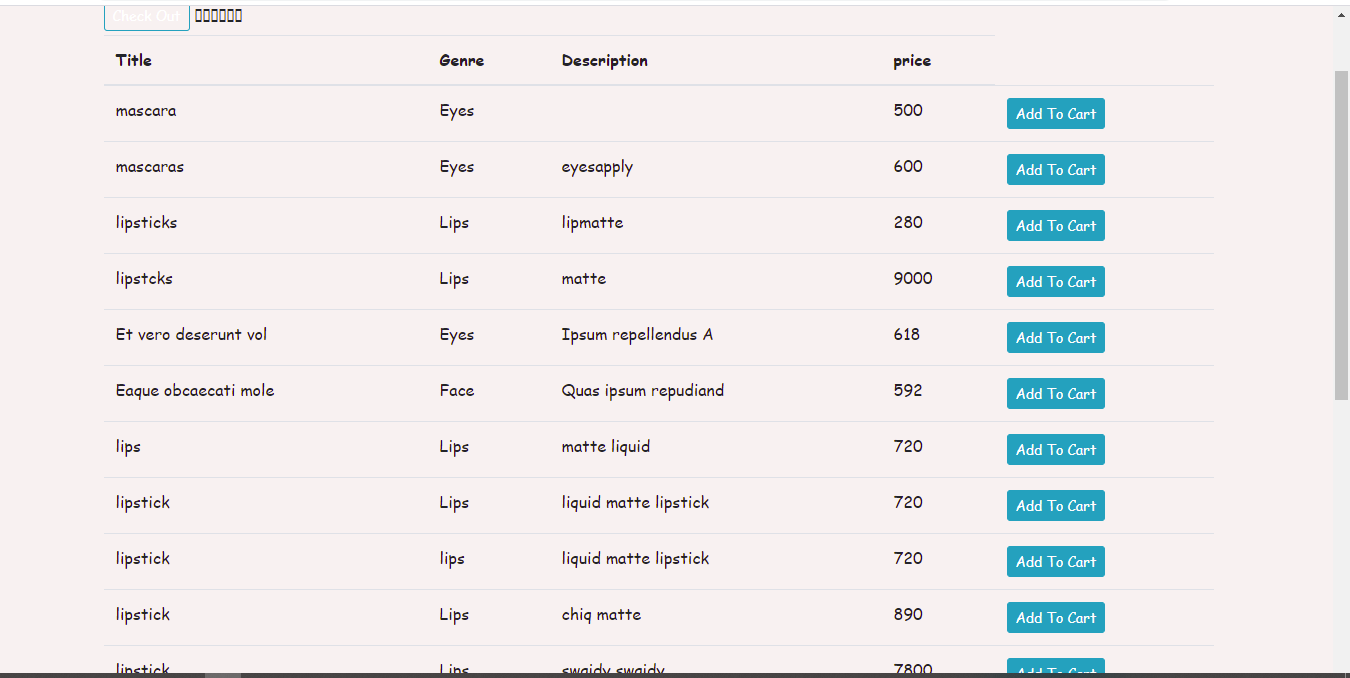 Check Out
Title Genre Description price
mascara Eyes 500 Add To Cart
mascaras Eyes eyesapply 600 Add To Cart
lipsticks Lips lipmatte 280 Add To Cart
lipstcks Lips matte 9000 Add To Cart
Et vero deserunt vol Eyes Ipsum repellendus A 618 Add To Cart
Eaque obcaecati mole Face Quas ipsum repudiand 592 Add To Cart
lips Lips matte liquid 720 Add To Cart
lipstick Lips liquid matte lipstick 720 Add To Cart
lipstick lips liquid matte lipstick 720 Add To Cart
lipstick Lips chiq matte 890 Add To Cart
lipstick Lips swaidy swaidy 7800 Add To Cart